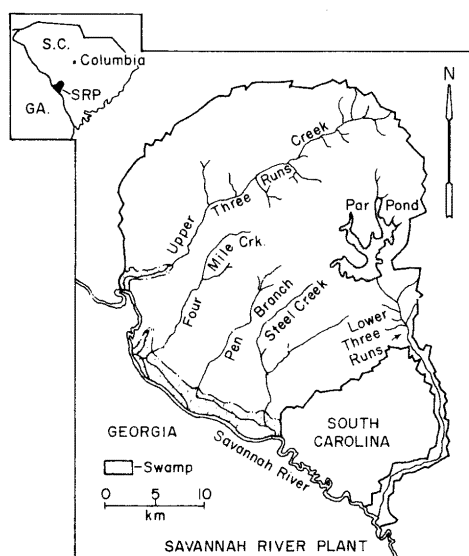 S.C.
Columbia
SRP
GA.
N
Upper Three Runs Creek
Par Pond
Four Mile Crk.
Pen Branch
Steel Creek
Lower
Three
Runs
SOUTH
CAROLINA
GEORGIA
Savannah River
-Swamp
0 5 10
km
SAVANNAH RIVER PLANT